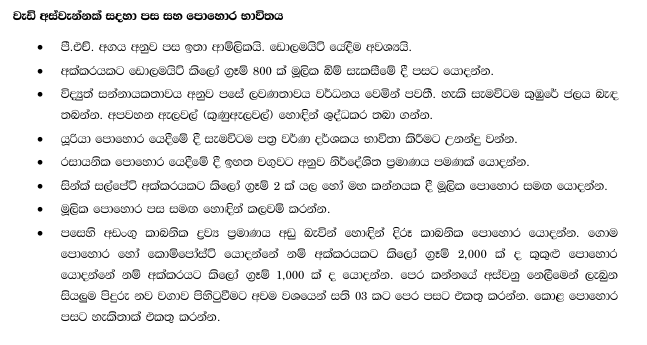 වැඩි අස්වැන්නක් සදහා පස සහ පොහොර භාවිතය
• පී.එච්. අගය අනුව පස ඉතා ආම්ලිකයි. ඩොලමයිට් යෙදීම අවශ්‍යයි.
• අක්කරයකට ඩොලමයිට් කිලෝ ග්‍රෑම් 800 ක් මූලික බිම් සැකසීමේ දී පසට යොදන්න.
• විද්‍යුත් සන්නායකතාවය අනුව පසේ ලවණතාවය වර්ධනය වෙමින් පවතී. හැකි සැමවිටම කුඹුරේ ජලය බැඳ
තබන්න. අපවහන ඇලවල් (කුණුඇලවල්) හොඳින් ශුද්ධකර තබා ගන්න.
• යූරියා පොහොර යෙදීමේ දී සැමවිටම පත්‍ර වර්ණ දර්ශකය භාවිතා කිරීමට උනන්දු වන්න.
• රසායනික පොහොර යෙදීමේ දී ඉහත වගුවට අනුව නිර්දේශිත ප්‍රමාණය පමණක් යොදන්න.
• සින්ක් සල්පේට් අක්කරයකට කිලෝ ග්‍රෑම් 2 ක් යල හෝ මහ කන්නයක දී මූලික පොහොර සමඟ යොදන්න.
• මූලික පොහොර පස සමඟ හොඳින් කලවම් කරන්න.
• පසෙහි අඩංගු කාබනික ද්‍රව්‍ය ප්‍රමාණය අඩු බැවින් හොඳින් දිරූ කාබනික පොහොර යොදන්න. ගොම
පොහොර හෝ කොම්පෝස්ට් යොදන්නේ නම් අක්කරයකට කිලෝ ග්‍රෑම් 2,000 ක් ද කුකුළු පොහොර
යොදන්නේ නම් අක්කරයට කිලෝ ග්‍රෑම් 1,000 ක් ද යොදන්න. පෙර කන්නයේ අස්වනු නෙලීමෙන් ලැබුන
සියලුම පිදුරු නව වගාව පිහිටුවීමට අවම වශයෙන් සති 03 කට පෙර පසට එකතු කරන්න. කොළ පොහොර
පසට හැකිතාක් එකතු කරන්න.